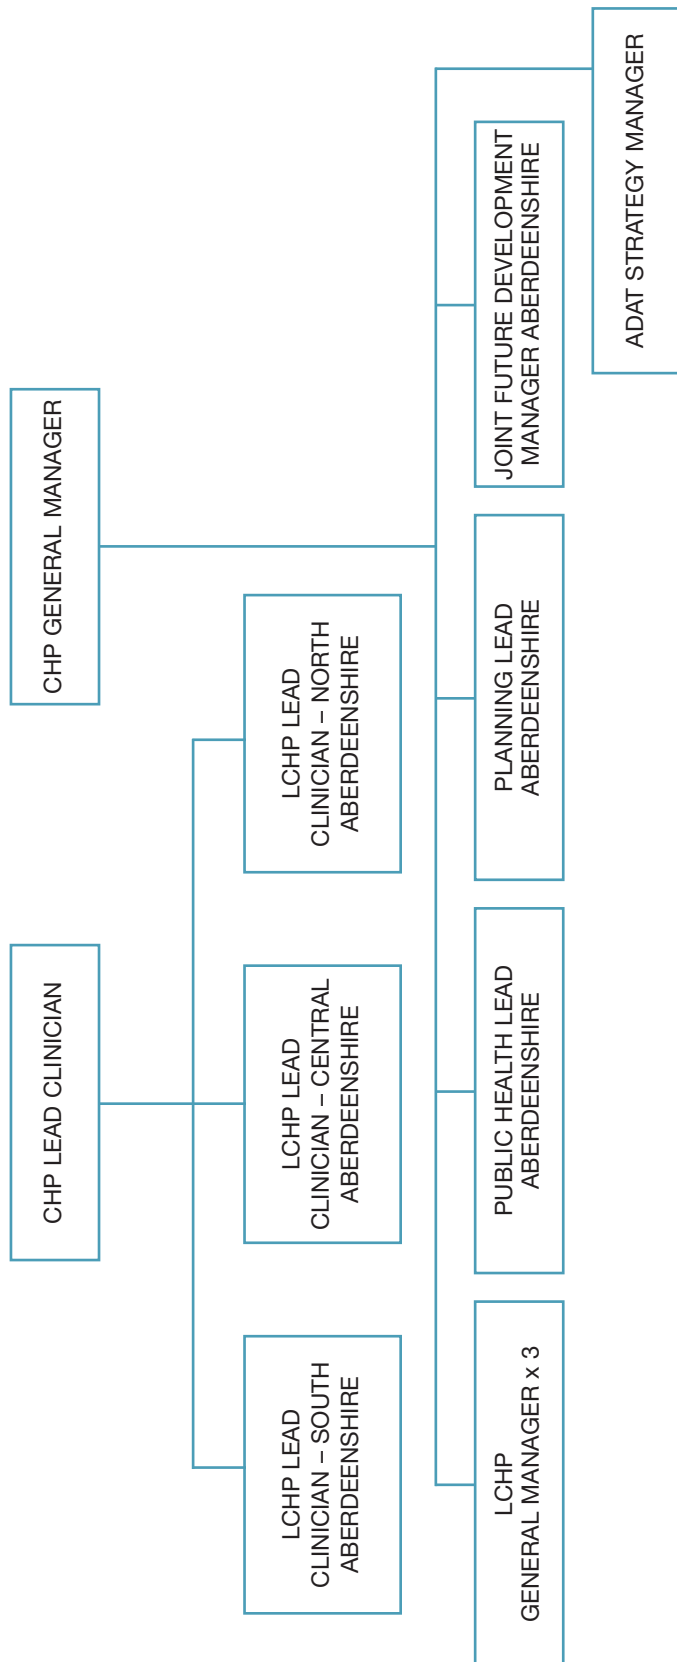 CHP LEAD CLINICIAN
CHP GENERAL MANAGER
LCHP LEAD
CLINICIAN – SOUTH
ABERDEENSHIRE
LCHP LEAD
CLINICIAN – CENTRAL
ABERDEENSHIRE
LCHP LEAD
CLINICIAN – NORTH
ABERDEENSHIRE
LCHP
GENERAL MANAGER x 3
PUBLIC HEALTH LEAD
ABERDEENSHIRE
PLANNING LEAD
ABERDEENSHIRE
JOINT FUTURE DEVELOPMENT
MANAGER ABERDEENSHIRE
ADAT STRATEGY MANAGER